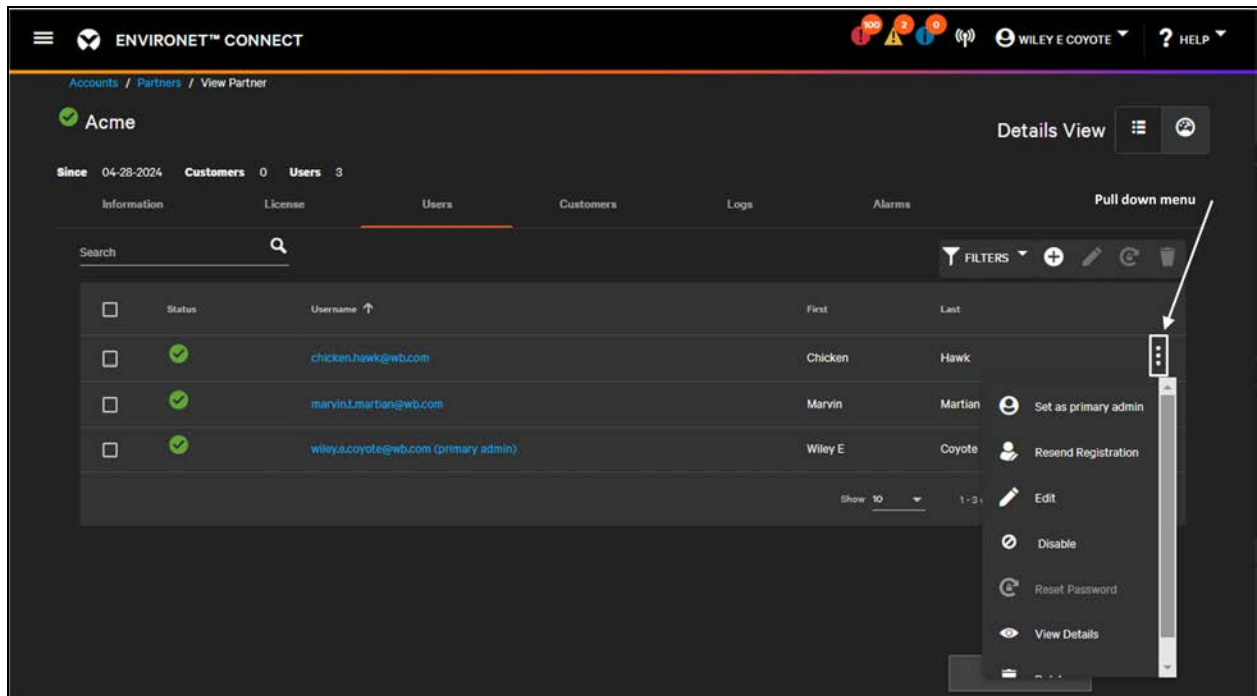 ENVIRONET™ CONNECT
100 2 0 WILEY E COYOTE ? HELP
Accounts / Partners / View Partner
Acme
Details View
Since 04-28-2024 Customers 0 Users 3
Information License Users Customers Logs Alarms
Pull down menu
Search
FILTERS
Status Username ↑ First Last
chicken.hawk@wb.com Chicken Hawk
marvin.t.martian@wb.com Marvin Martian
wiley.e.coyote@wb.com (primary admin) Wiley E Coyote
Show 10 1-3
Set as primary admin
Resend Registration
Edit
Disable
Reset Password
View Details